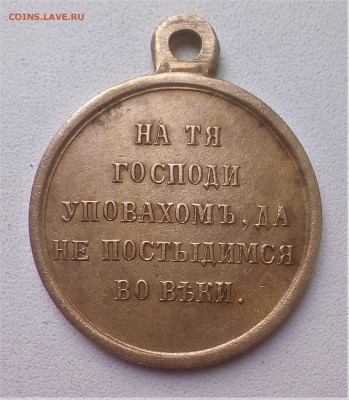 COINS.LAVE.RU
НА ТЯ
ГОСПОДИ
УПОВАХОМЪ, ДА
НЕ ПОСТЫДИМСЯ
ВО ВѢКИ.